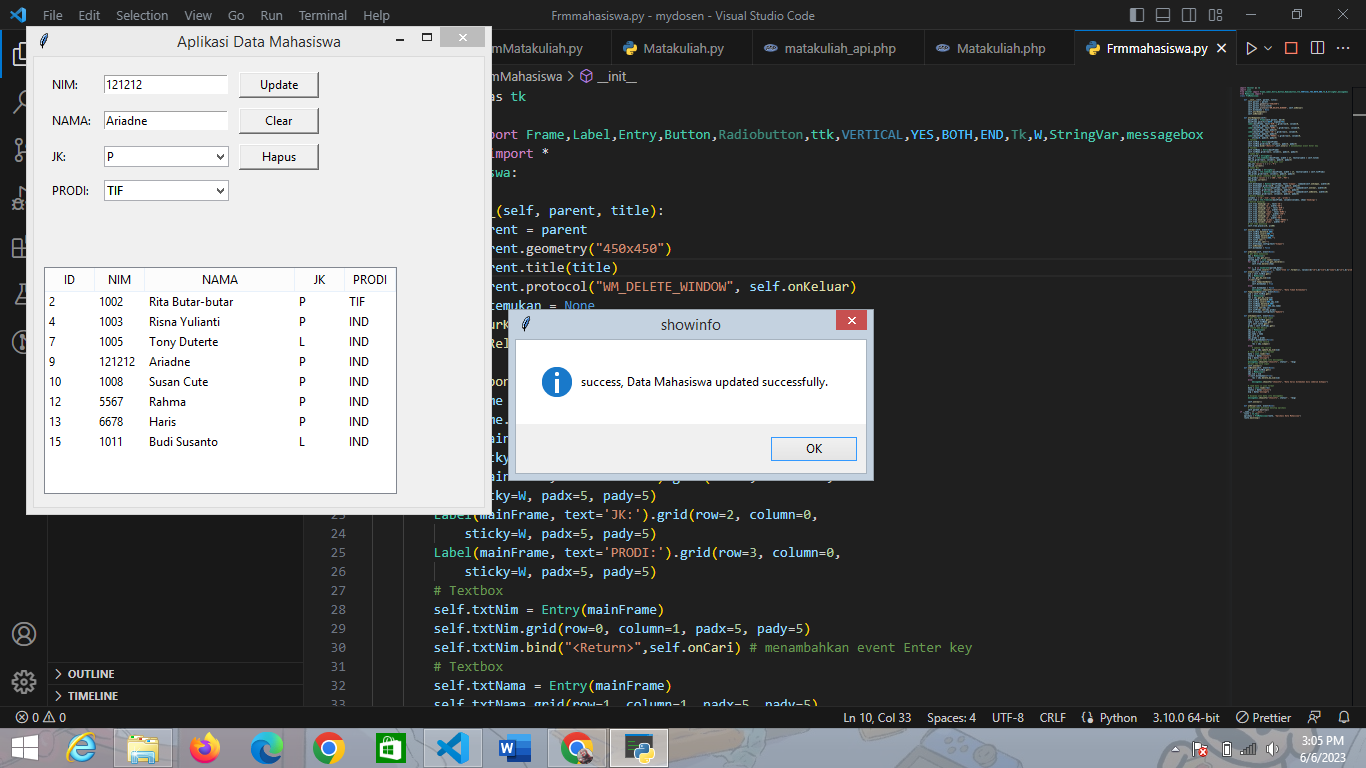 File Edit Selection View Go Run Terminal Help
Frmmahasiswa.py - mydosen - Visual Studio Code
mMatakuliah.py Matakuliah.py matakuliah_api.php Matakuliah.php Frmmahasiswa.py
mMahasiswa > __init__
as tk
port Frame,Label,Entry,Button,Radiobutton,ttk,VERTICAL,YES,BOTH,END,Tk,W,StringVar,messagebox
import *
swa:
_(self, parent, title):
rent = parent
rent.geometry("450x450")
rent.title(title)
rent.protocol("WM_DELETE_WINDOW", self.onKeluar)
temukan = None
sticky=W, padx=5, pady=5)
23 Label(mainFrame, text='JK:').grid(row=2, column=0,
24 sticky=W, padx=5, pady=5)
25 Label(mainFrame, text='PRODI:').grid(row=3, column=0,
26 sticky=W, padx=5, pady=5)
27 # Textbox
28 self.txtNim = Entry(mainFrame)
29 self.txtNim.grid(row=0, column=1, padx=5, pady=5)
30 self.txtNim.bind("<Return>",self.onCari) # menambahkan event Enter key
31 # Textbox
32 self.txtNama = Entry(mainFrame)
33 self.txtNama.grid(row=1, column=1, padx=5, pady=5)
Aplikasi Data Mahasiswa
NIM: 121212 Update
NAMA: Ariadne Clear
JK: P Hapus
PRODI: TIF
ID NIM NAMA JK PRODI
2 1002 Rita Butar-butar P TIF
4 1003 Risna Yulianti P IND
7 1005 Tony Duterte L IND
9 121212 Ariadne P IND
10 1008 Susan Cute P IND
12 5567 Rahma P IND
13 6678 Haris P IND
15 1011 Budi Susanto L IND
showinfo
success, Data Mahasiswa updated successfully.
OK
OUTLINE
TIMELINE
0 0 Ln 10, Col 33 Spaces: 4 UTF-8 CRLF Python 3.10.0 64-bit Prettier
3:05 PM
6/6/2023